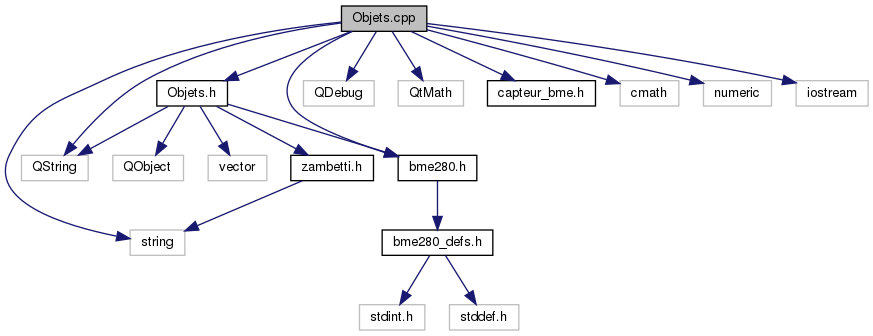 Objets.cpp
Objets.h
QDebug
QtMath
capteur_bme.h
cmath
numeric
iostream
QString
QObject
vector
zambetti.h
bme280.h
string
bme280_defs.h
stdint.h
stddef.h